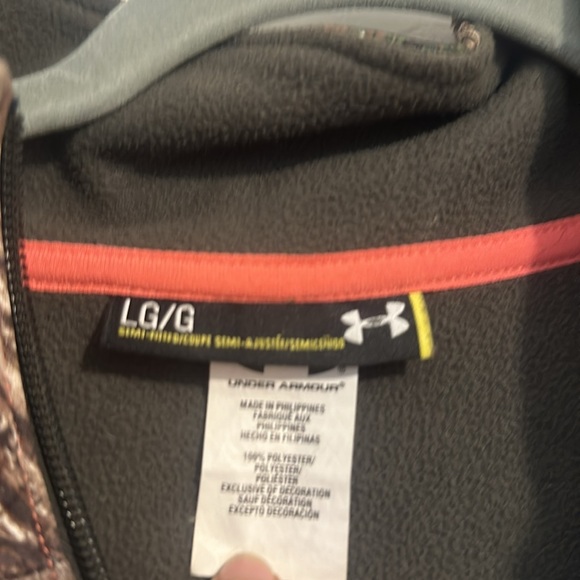 LG/G
SEMI-FITTED/COUPE SEMI-AJUSTÉE/SEMICEÑIDO
UNDER ARMOUR®
MADE IN PHILIPPINES
FABRIQUE AUX
PHILIPPINES
HECHO EN FILIPINAS
100% POLYESTER/
POLYESTER/
POLIÉSTER
EXCLUSIVE OF DECORATION
SAUF DÉCORATION
EXCEPTO DECORACIÓN